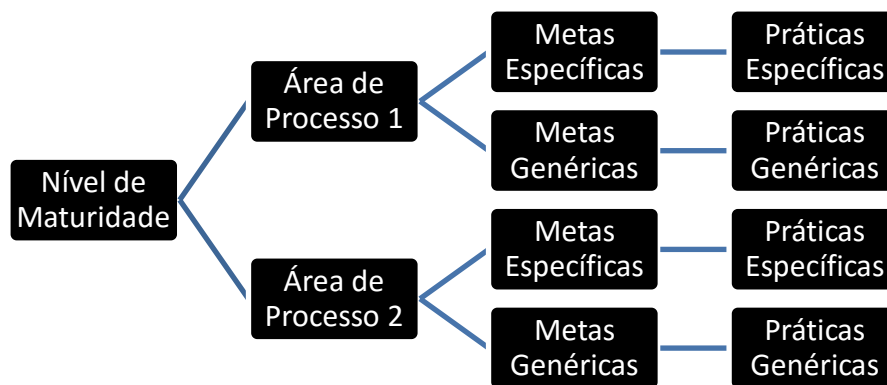 Nível de
Maturidade
Área de
Processo 1
Metas
Específicas
Práticas
Específicas
Metas
Genéricas
Práticas
Genéricas
Área de
Processo 2
Metas
Específicas
Práticas
Específicas
Metas
Genéricas
Práticas
Genéricas